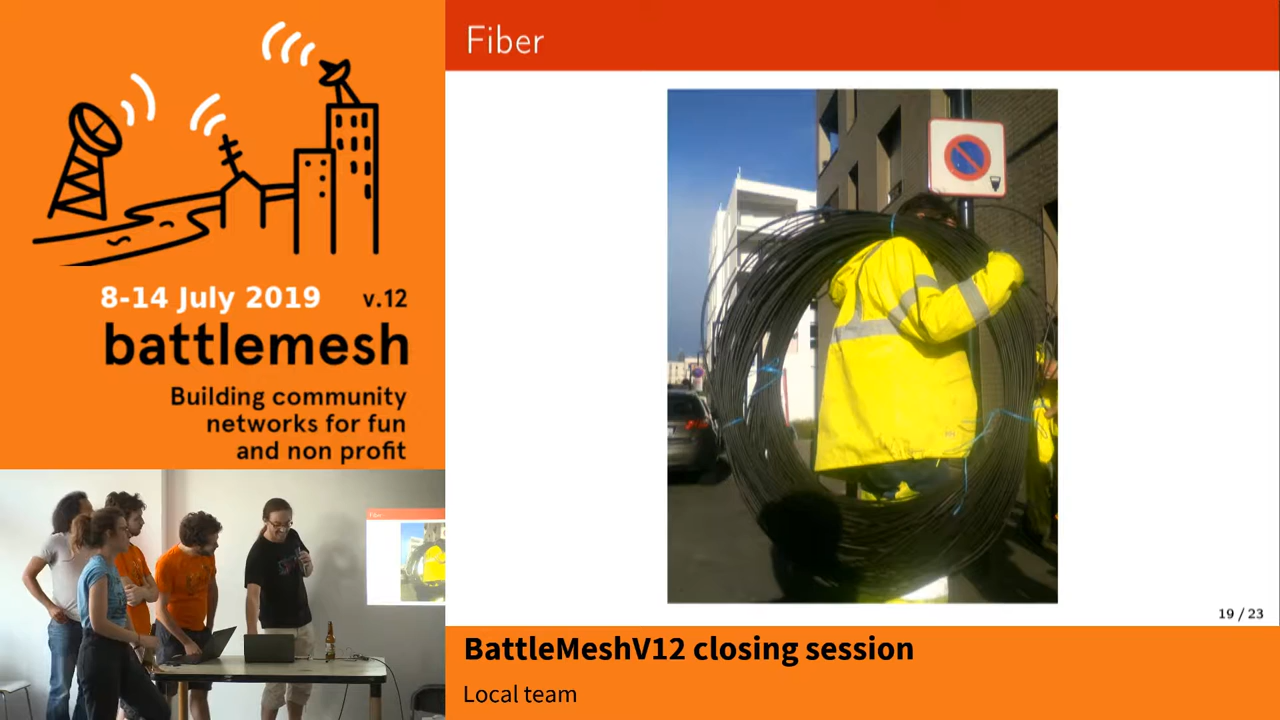 8-14 July 2019 v.12
battlemesh
Building community
networks for fun
and non profit
Fiber
19 / 23
BattleMeshV12 closing session
Local team